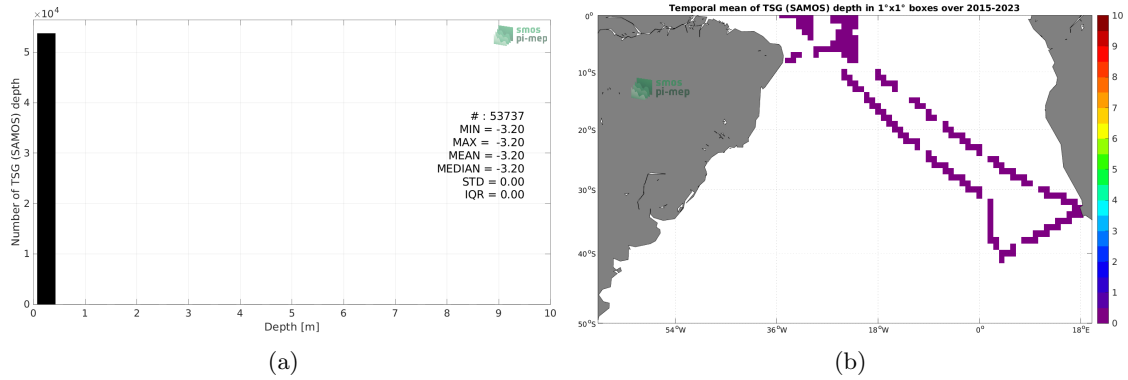 ×10⁴
5
4
3
2
1
0
Number of TSG (SAMOS) depth
smos
pi-mep
# : 53737
MIN = -3.20
MAX = -3.20
MEAN = -3.20
MEDIAN = -3.20
STD = 0.00
IQR = 0.00
0 1 2 3 4 5 6 7 8 9 10
Depth [m]
(a)
Temporal mean of TSG (SAMOS) depth in 1°x1° boxes over 2015-2023
0°
10°S
20°S
30°S
40°S
50°S
smos
pi-mep
54°W 36°W 18°W 0° 18°E
10
9
8
7
6
5
4
3
2
1
0
(b)